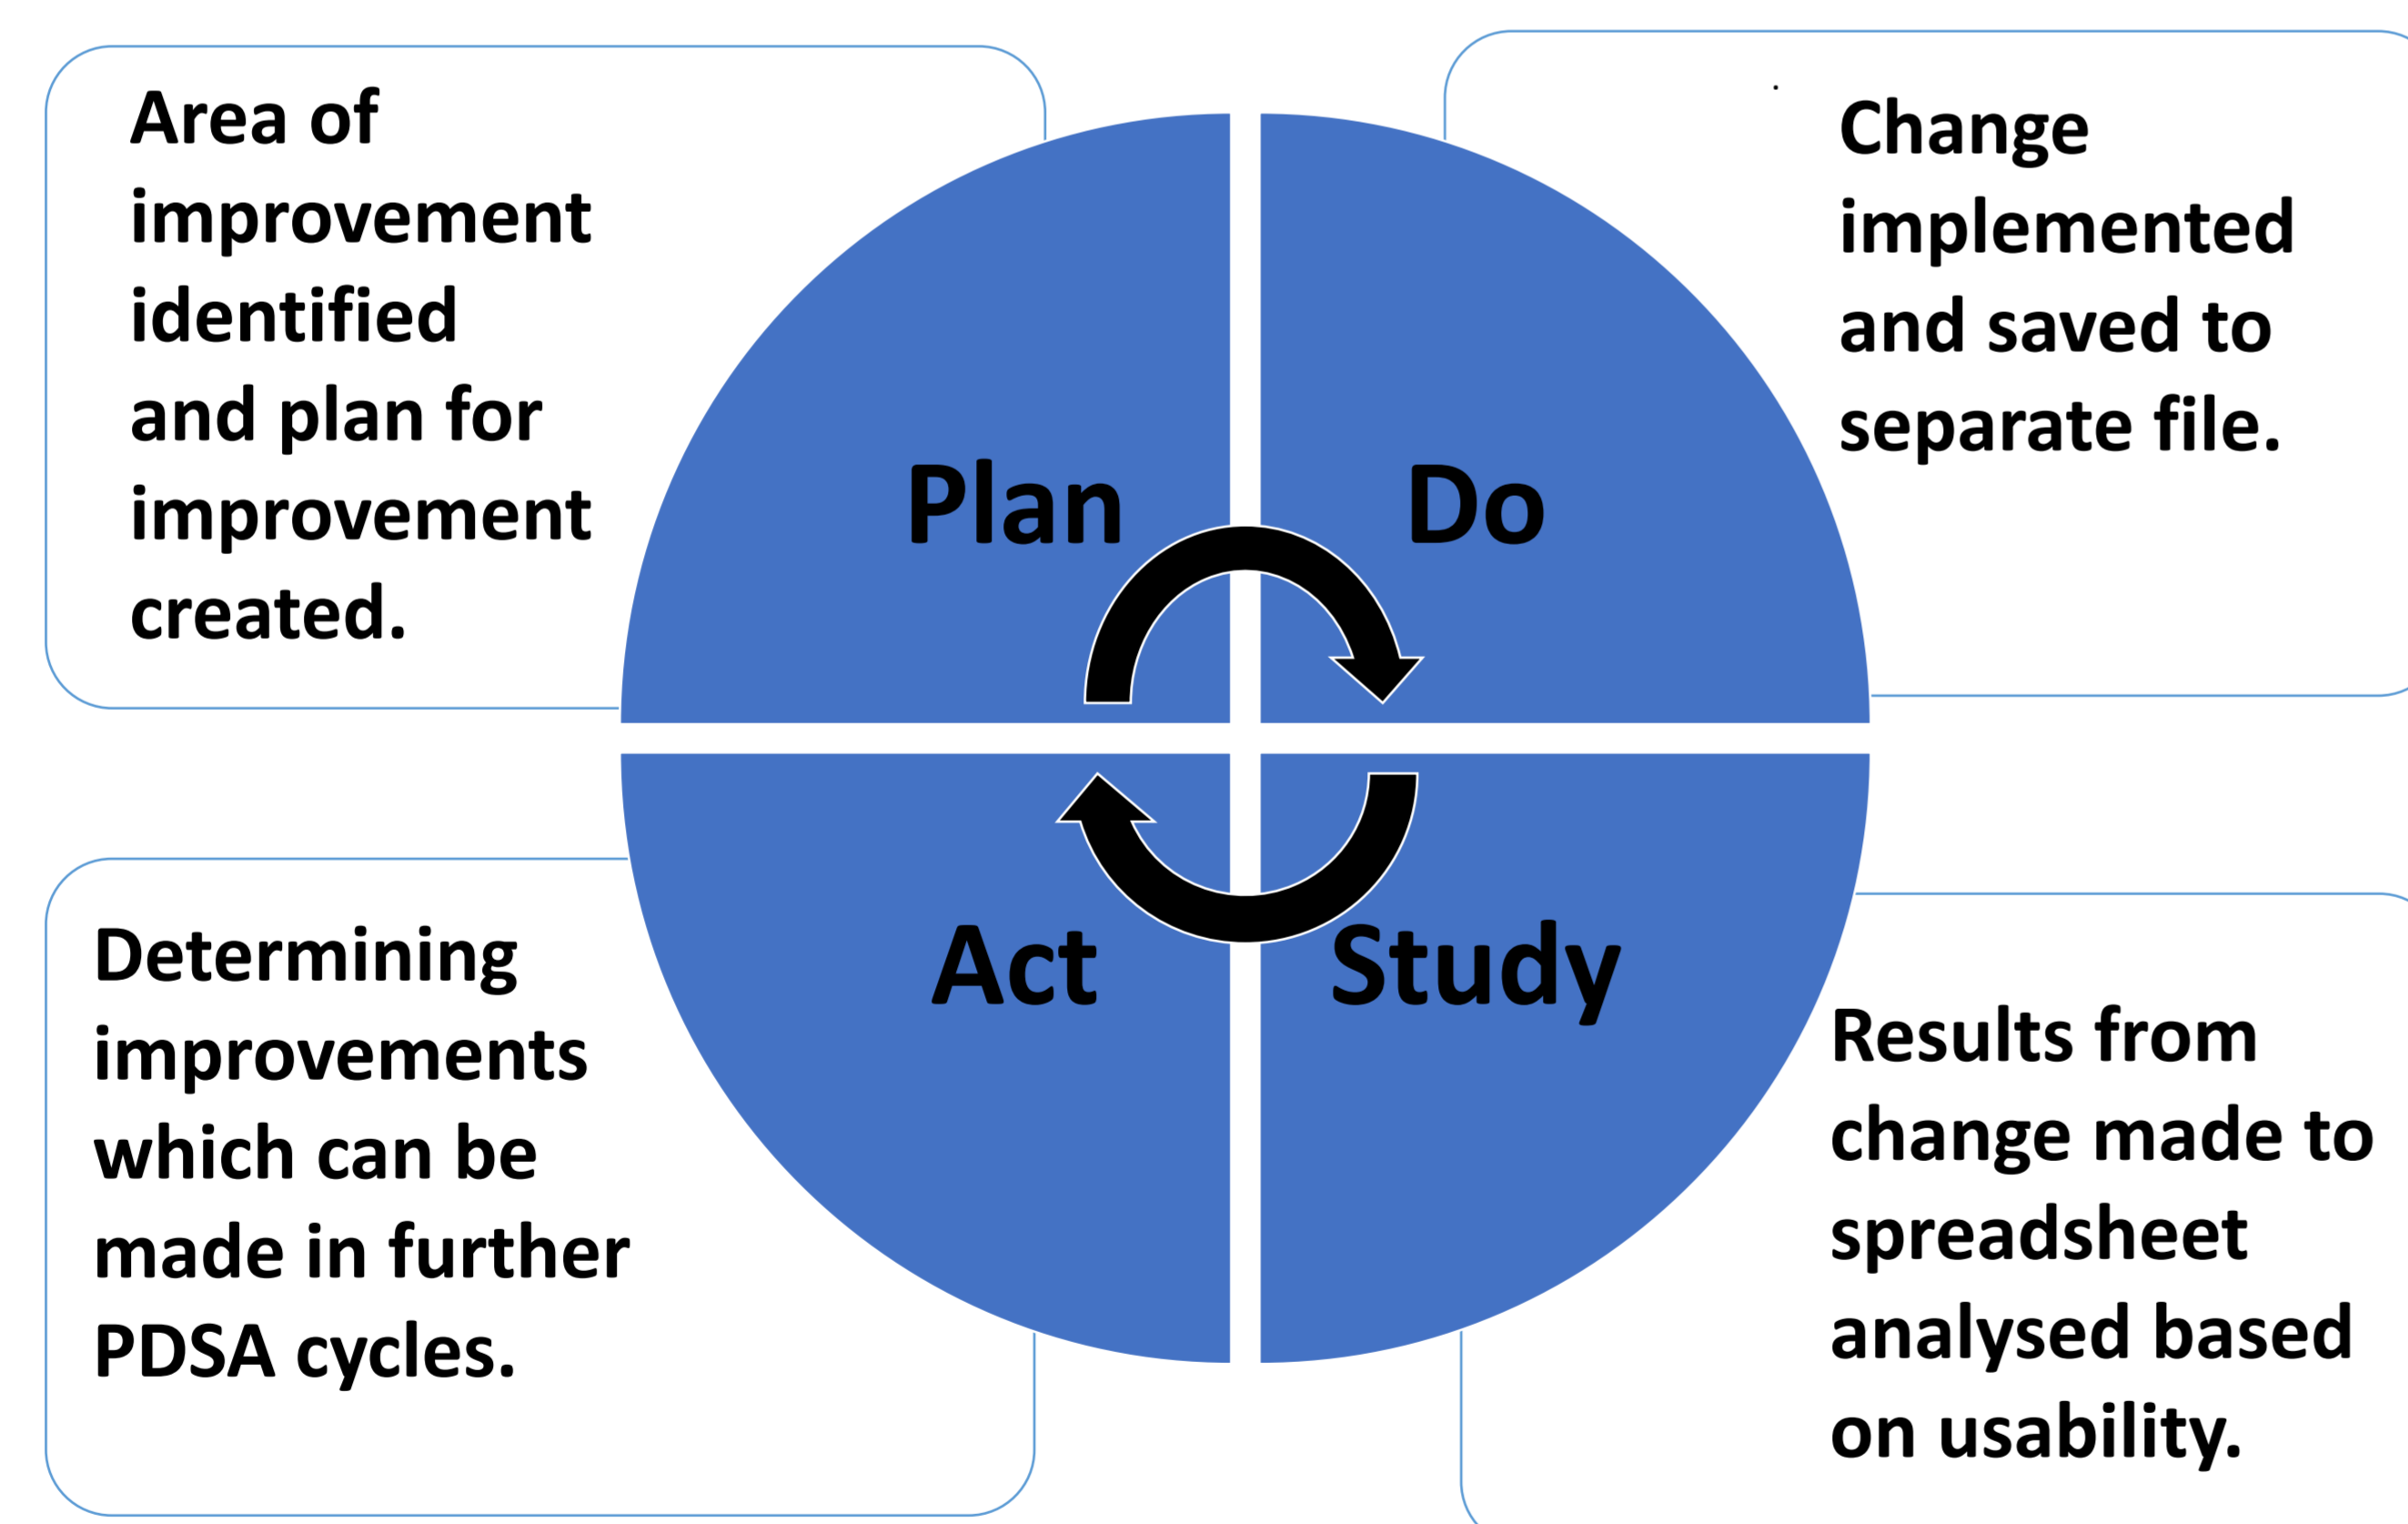 Area of
improvement
identified
and plan for
improvement
created.
Plan
Do
Change
implemented
and saved to
separate file.
Determining
improvements
which can be
made in further
PDSA cycles.
Act
Study
Results from
change made to
spreadsheet
analysed based
on usability.